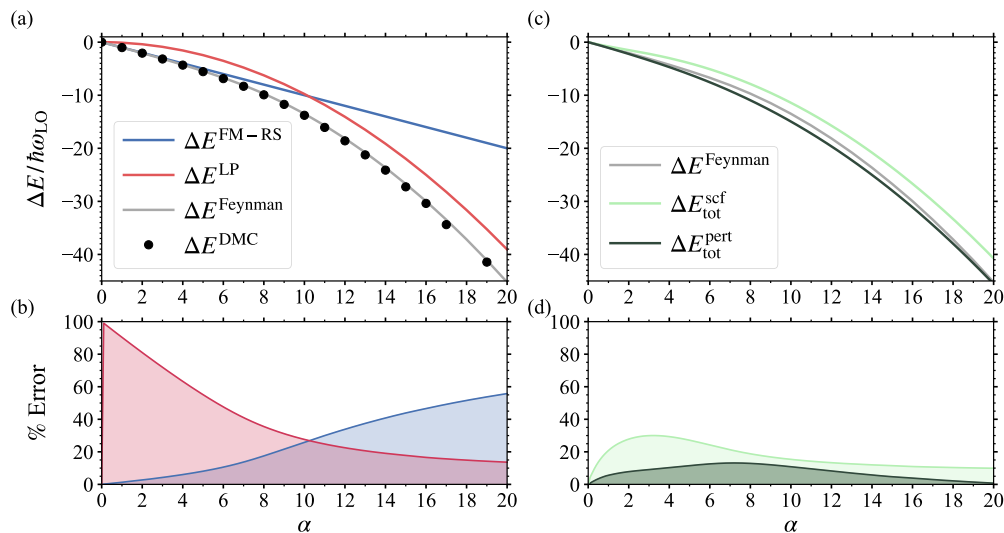 (a)
0
−10
−20
−30
−40
ΔE/ℏω_LO
ΔE^FM−RS
ΔE^LP
ΔE^Feynman
ΔE^DMC
0 2 4 6 8 10 12 14 16 18 20
(b)
100
80
60
40
20
0
% Error
0 2 4 6 8 10 12 14 16 18 20
α
(c)
0
−10
−20
−30
−40
ΔE^Feynman
ΔE_tot^scf
ΔE_tot^pert
0 2 4 6 8 10 12 14 16 18 20
(d)
100
80
60
40
20
0
0 2 4 6 8 10 12 14 16 18 20
α